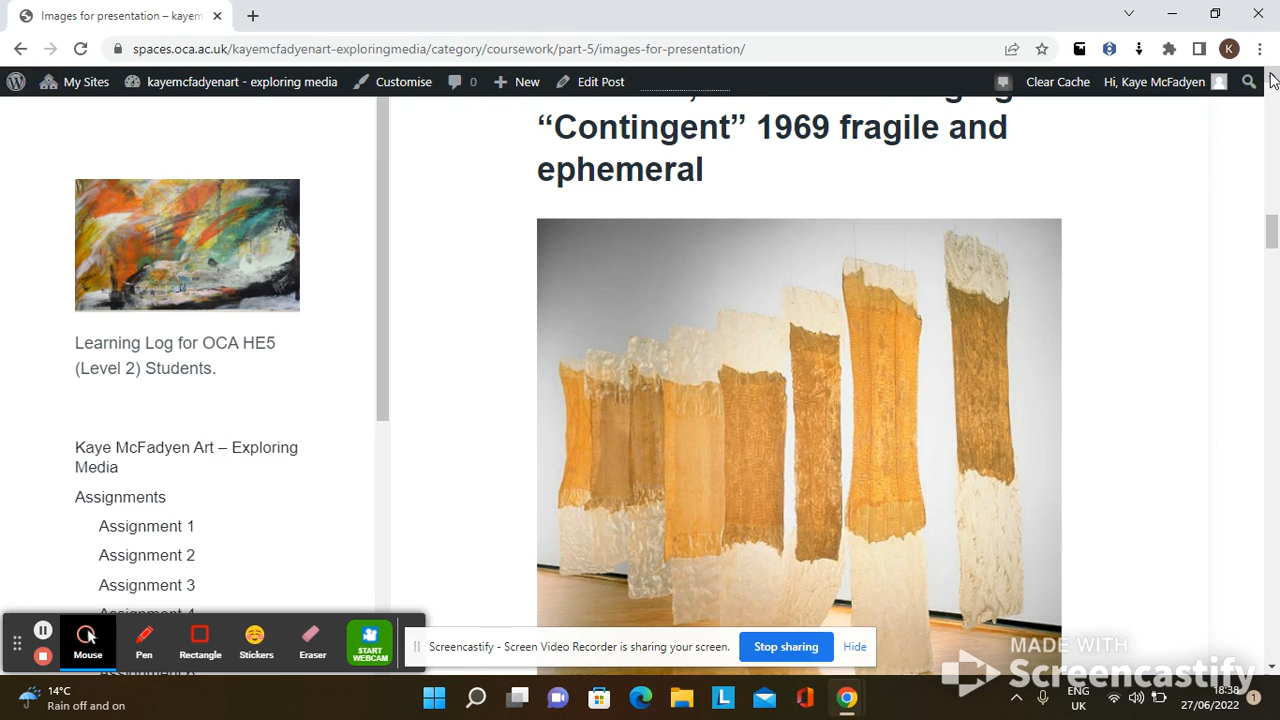 Images for presentation – kayem
spaces.oca.ac.uk/kayemcfadyenart-exploringmedia/category/coursework/part-5/images-for-presentation/
K
My Sites
kayemcfadyenart - exploring media
Customise
0
New
Edit Post
Clear Cache
Hi, Kaye McFadyen
“Contingent” 1969 fragile and
ephemeral
Learning Log for OCA HE5
(Level 2) Students.
Kaye McFadyen Art – Exploring
Media
Assignments
Assignment 1
Assignment 2
Assignment 3
Assignment 4
Mouse
Pen
Rectangle
Stickers
Eraser
START
WEBCAM
Screencastify - Screen Video Recorder is sharing your screen.
Stop sharing
Hide
MADE WITH
Screencastify
14°C
Rain off and on
L
ENG
UK
18:38
27/06/2022
1